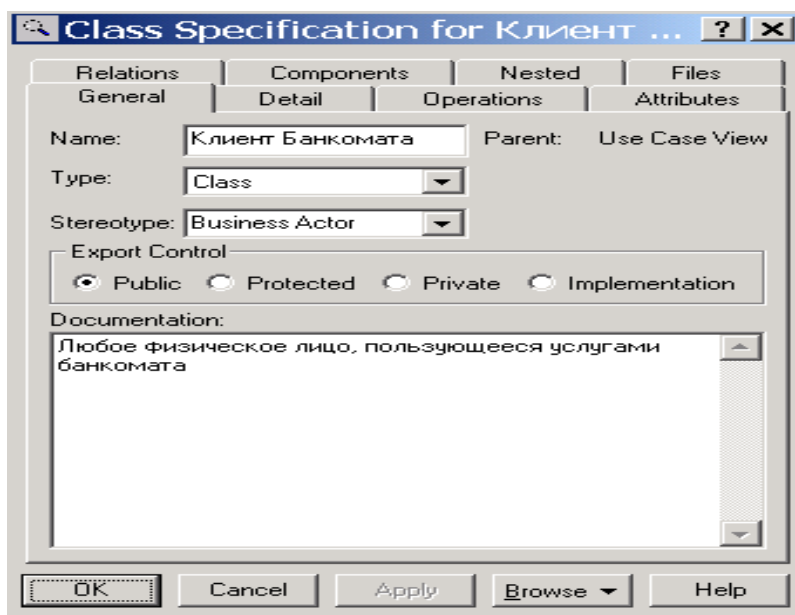 Class Specification for Клиент ...
Relations Components Nested Files
General Detail Operations Attributes
Name: Клиент Банкомата Parent: Use Case View
Type: Class
Stereotype: Business Actor
Export Control
Public Protected Private Implementation
Documentation:
Любое физическое лицо, пользующееся услугами
банкомата
OK Cancel Apply Browse Help